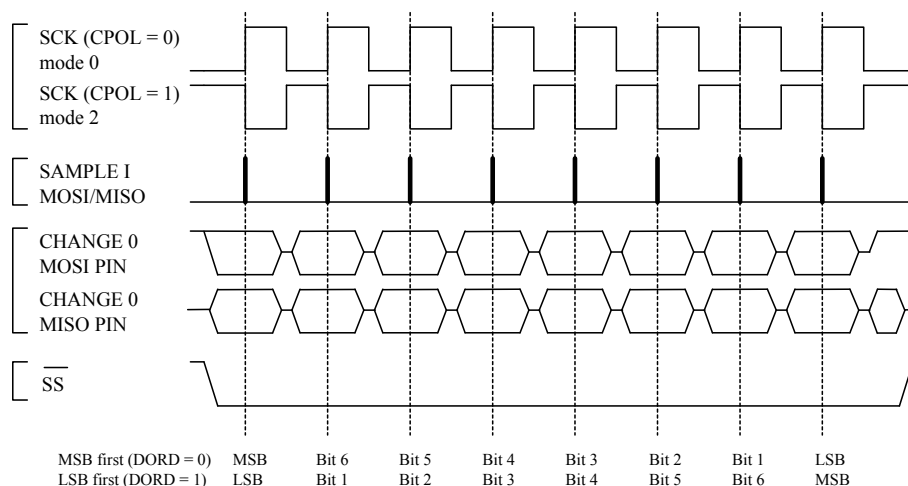 SCK (CPOL = 0)
mode 0
SCK (CPOL = 1)
mode 2
SAMPLE I
MOSI/MISO
CHANGE 0
MOSI PIN
CHANGE 0
MISO PIN
SS
MSB first (DORD = 0) MSB Bit 6 Bit 5 Bit 4 Bit 3 Bit 2 Bit 1 LSB
LSB first (DORD = 1) LSB Bit 1 Bit 2 Bit 3 Bit 4 Bit 5 Bit 6 MSB